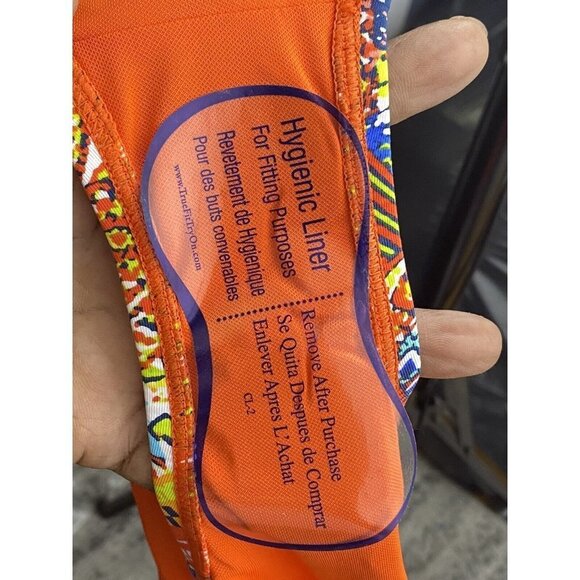 Hygienic Liner
For Fitting Purposes
Revetement de Hygienique
Pour des buts convenables
www.TrueFitTryOn.com
Remove After Purchase
Se Quita Despues de Comprar
Enlever Apres L'Achat
CL-2